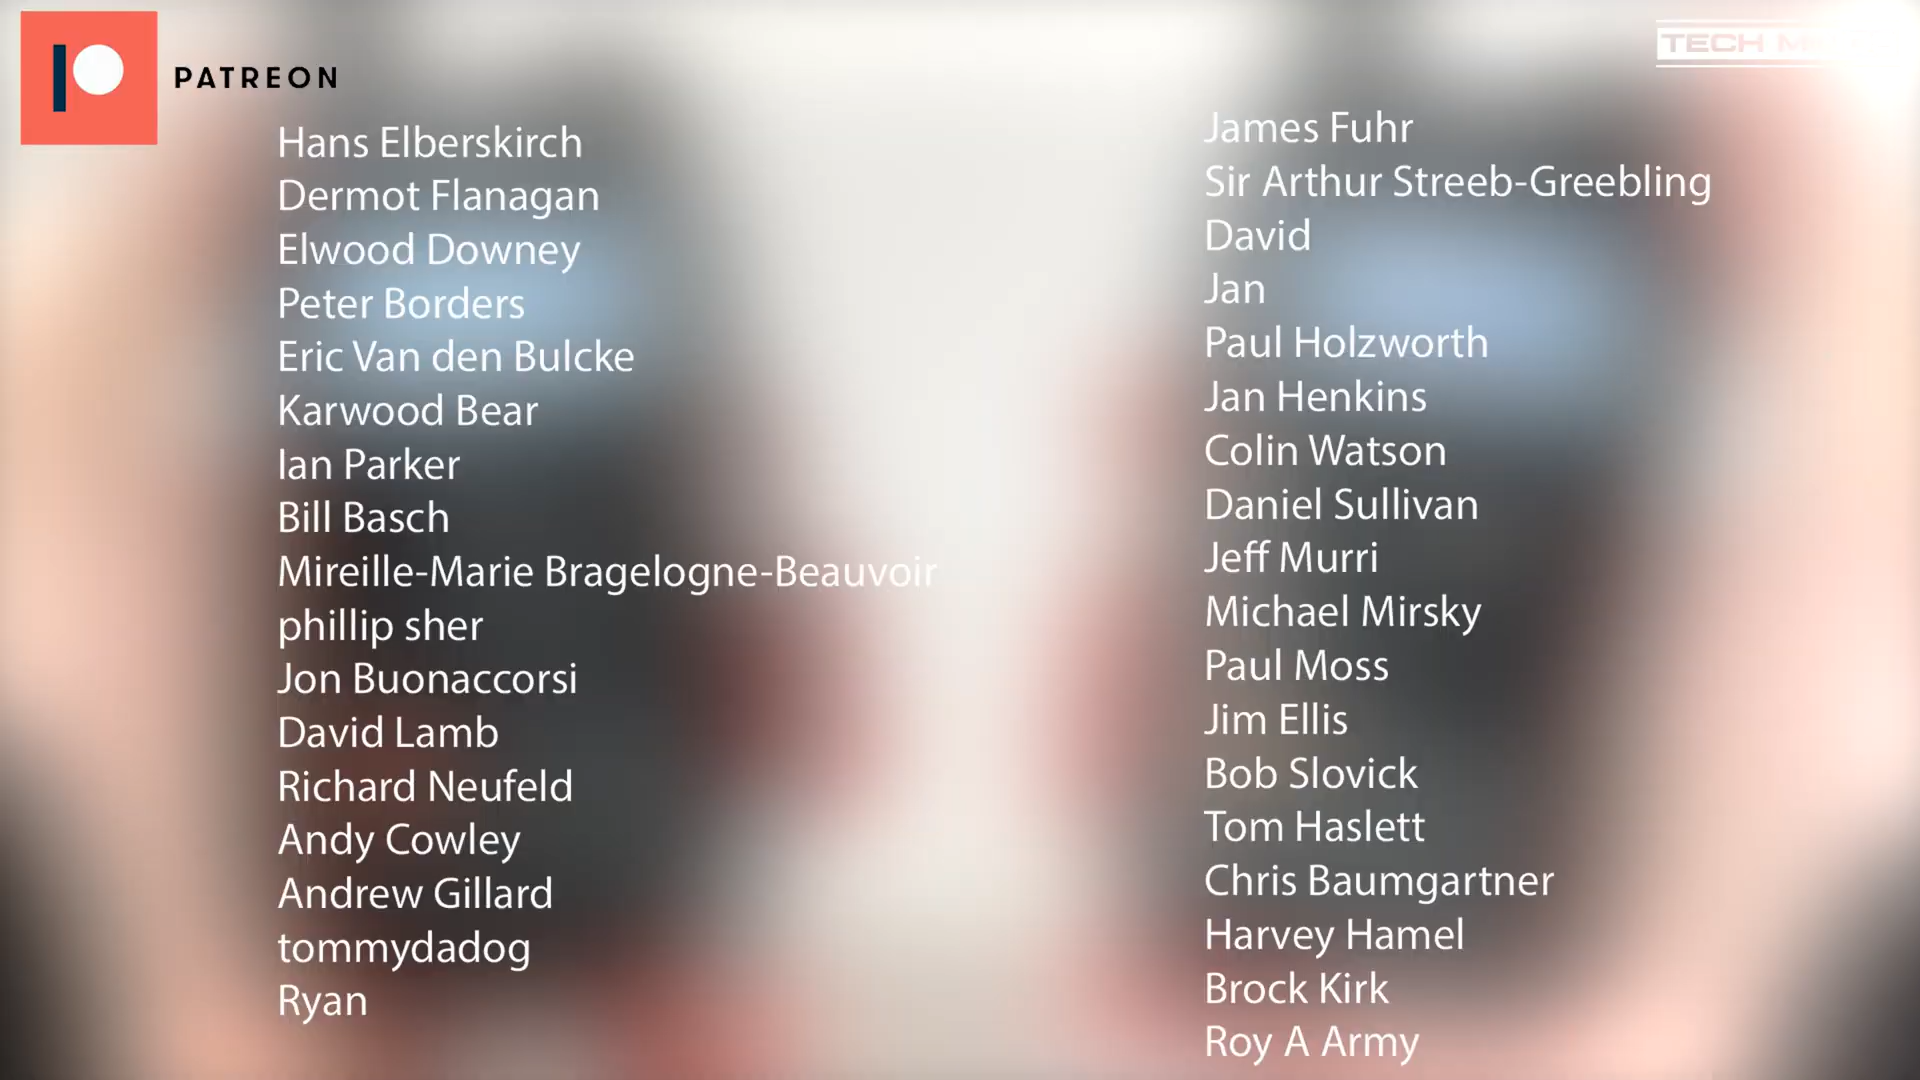 PATREON
TECH
Hans Elberskirch
Dermot Flanagan
Elwood Downey
Peter Borders
Eric Van den Bulcke
Karwood Bear
Ian Parker
Bill Basch
Mireille-Marie Bragelogne-Beauvoir
phillip sher
Jon Buonaccorsi
David Lamb
Richard Neufeld
Andy Cowley
Andrew Gillard
tommydadog
Ryan
James Fuhr
Sir Arthur Streeb-Greebling
David
Jan
Paul Holzworth
Jan Henkins
Colin Watson
Daniel Sullivan
Jeff Murri
Michael Mirsky
Paul Moss
Jim Ellis
Bob Slovick
Tom Haslett
Chris Baumgartner
Harvey Hamel
Brock Kirk
Roy A Army